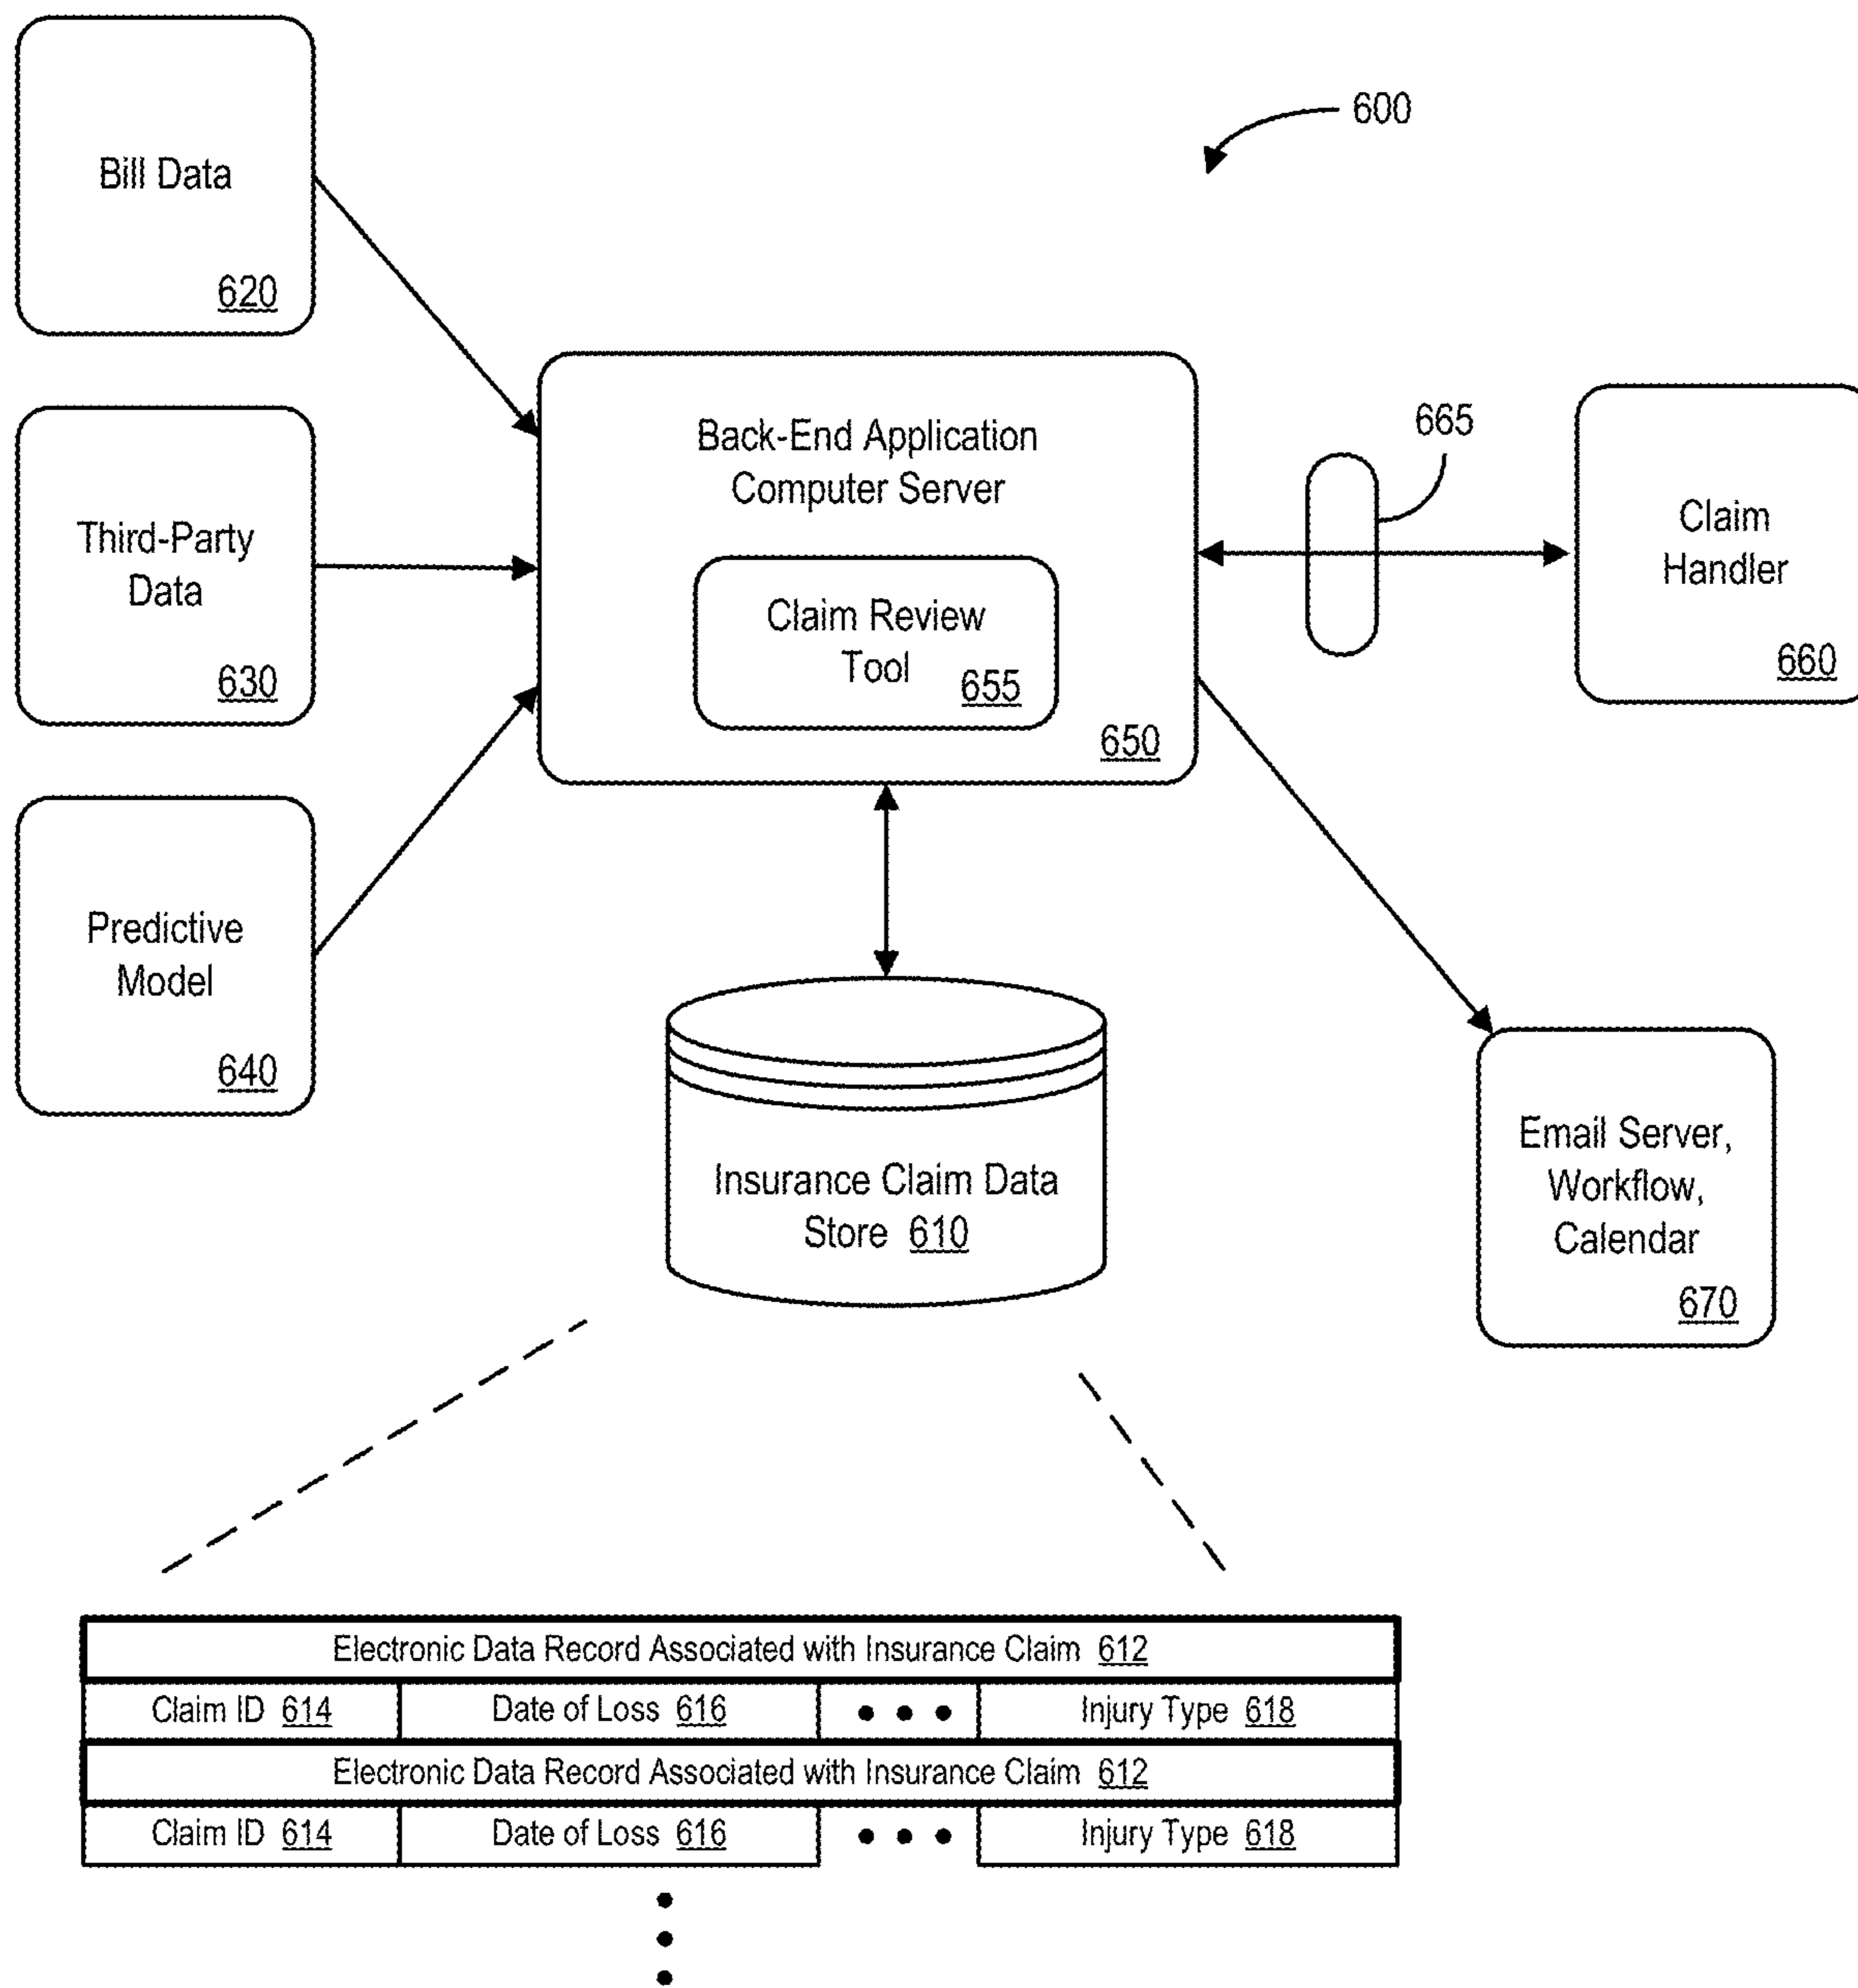 600
Bill Data
620
Third-Party
Data
630
Predictive
Model
640
Back-End Application
Computer Server
Claim Review
Tool 655
650
665
Claim
Handler
660
Insurance Claim Data
Store 610
Email Server,
Workflow,
Calendar
670
Electronic Data Record Associated with Insurance Claim 612
Claim ID 614 Date of Loss 616 • • • Injury Type 618
Electronic Data Record Associated with Insurance Claim 612
Claim ID 614 Date of Loss 616 • • • Injury Type 618